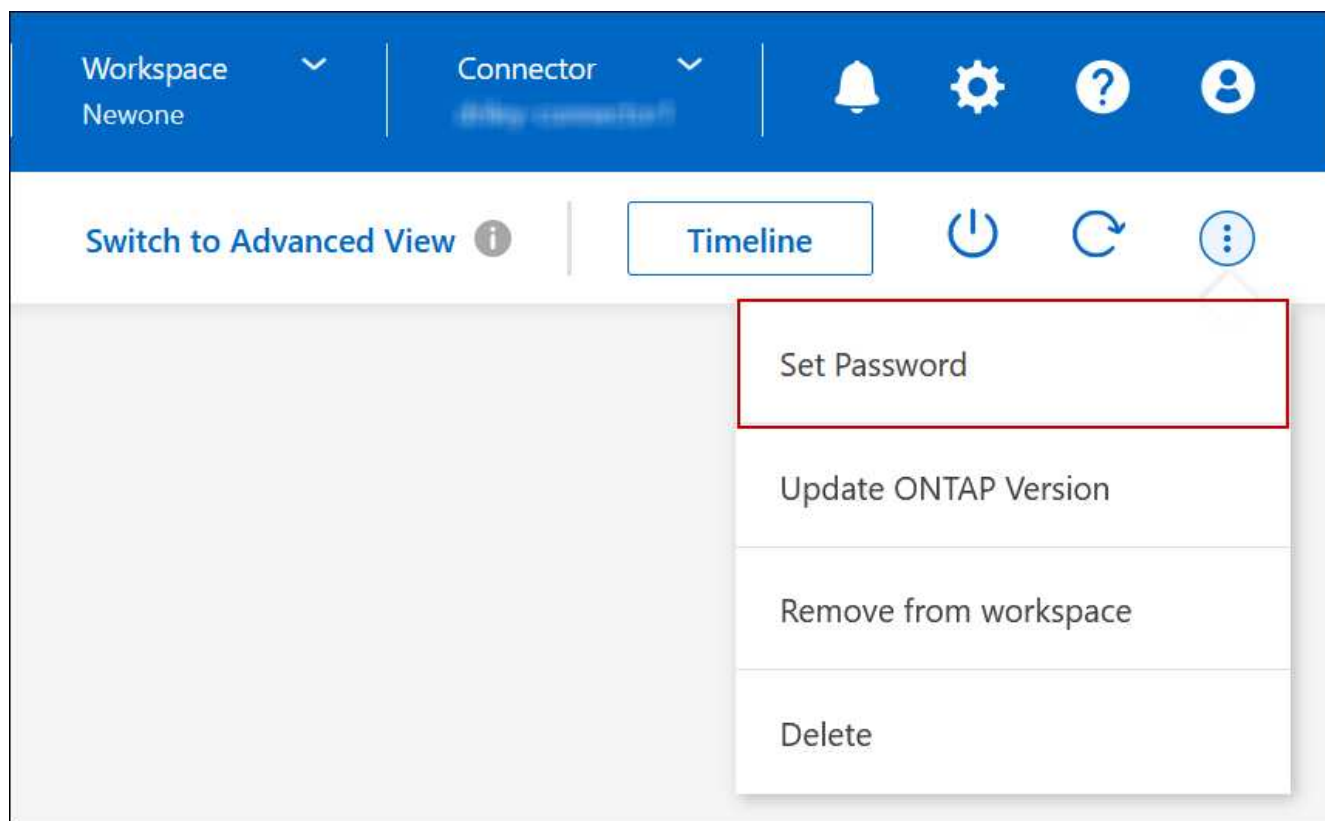 Workspace
Newone
Connector
Switch to Advanced View
Timeline
Set Password
Update ONTAP Version
Remove from workspace
Delete